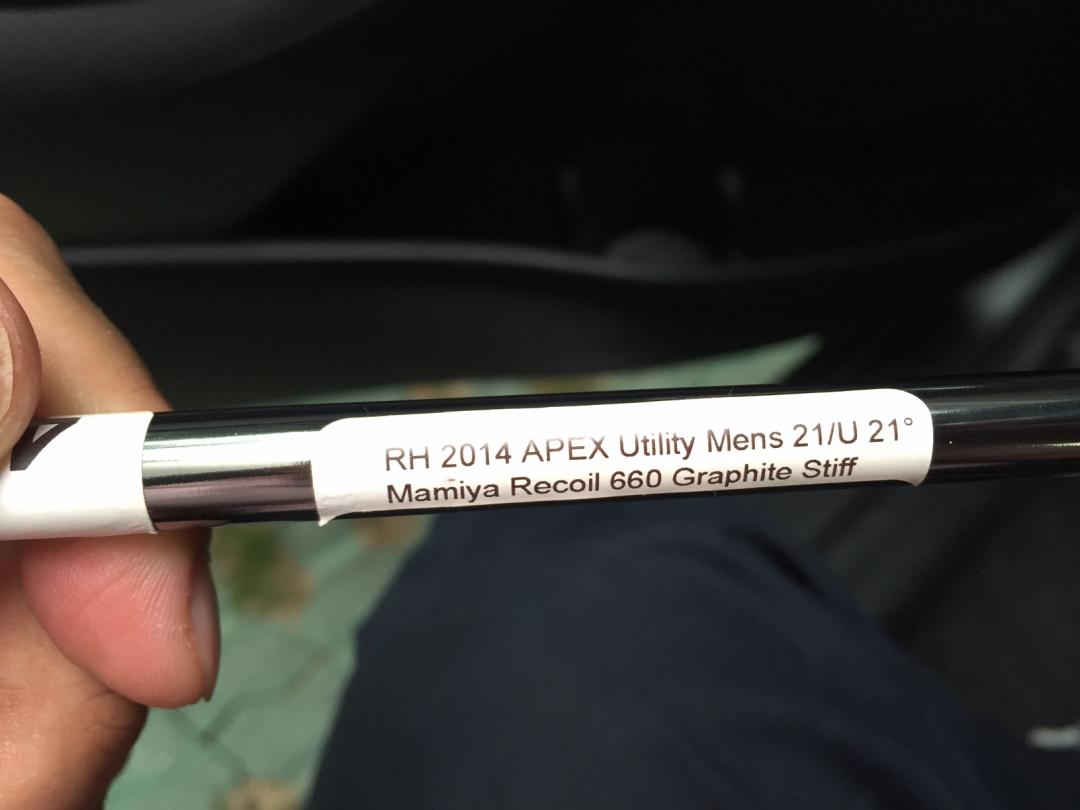 RH 2014 APEX Utility Mens 21/U 21°
Mamiya Recoil 660 Graphite Stiff